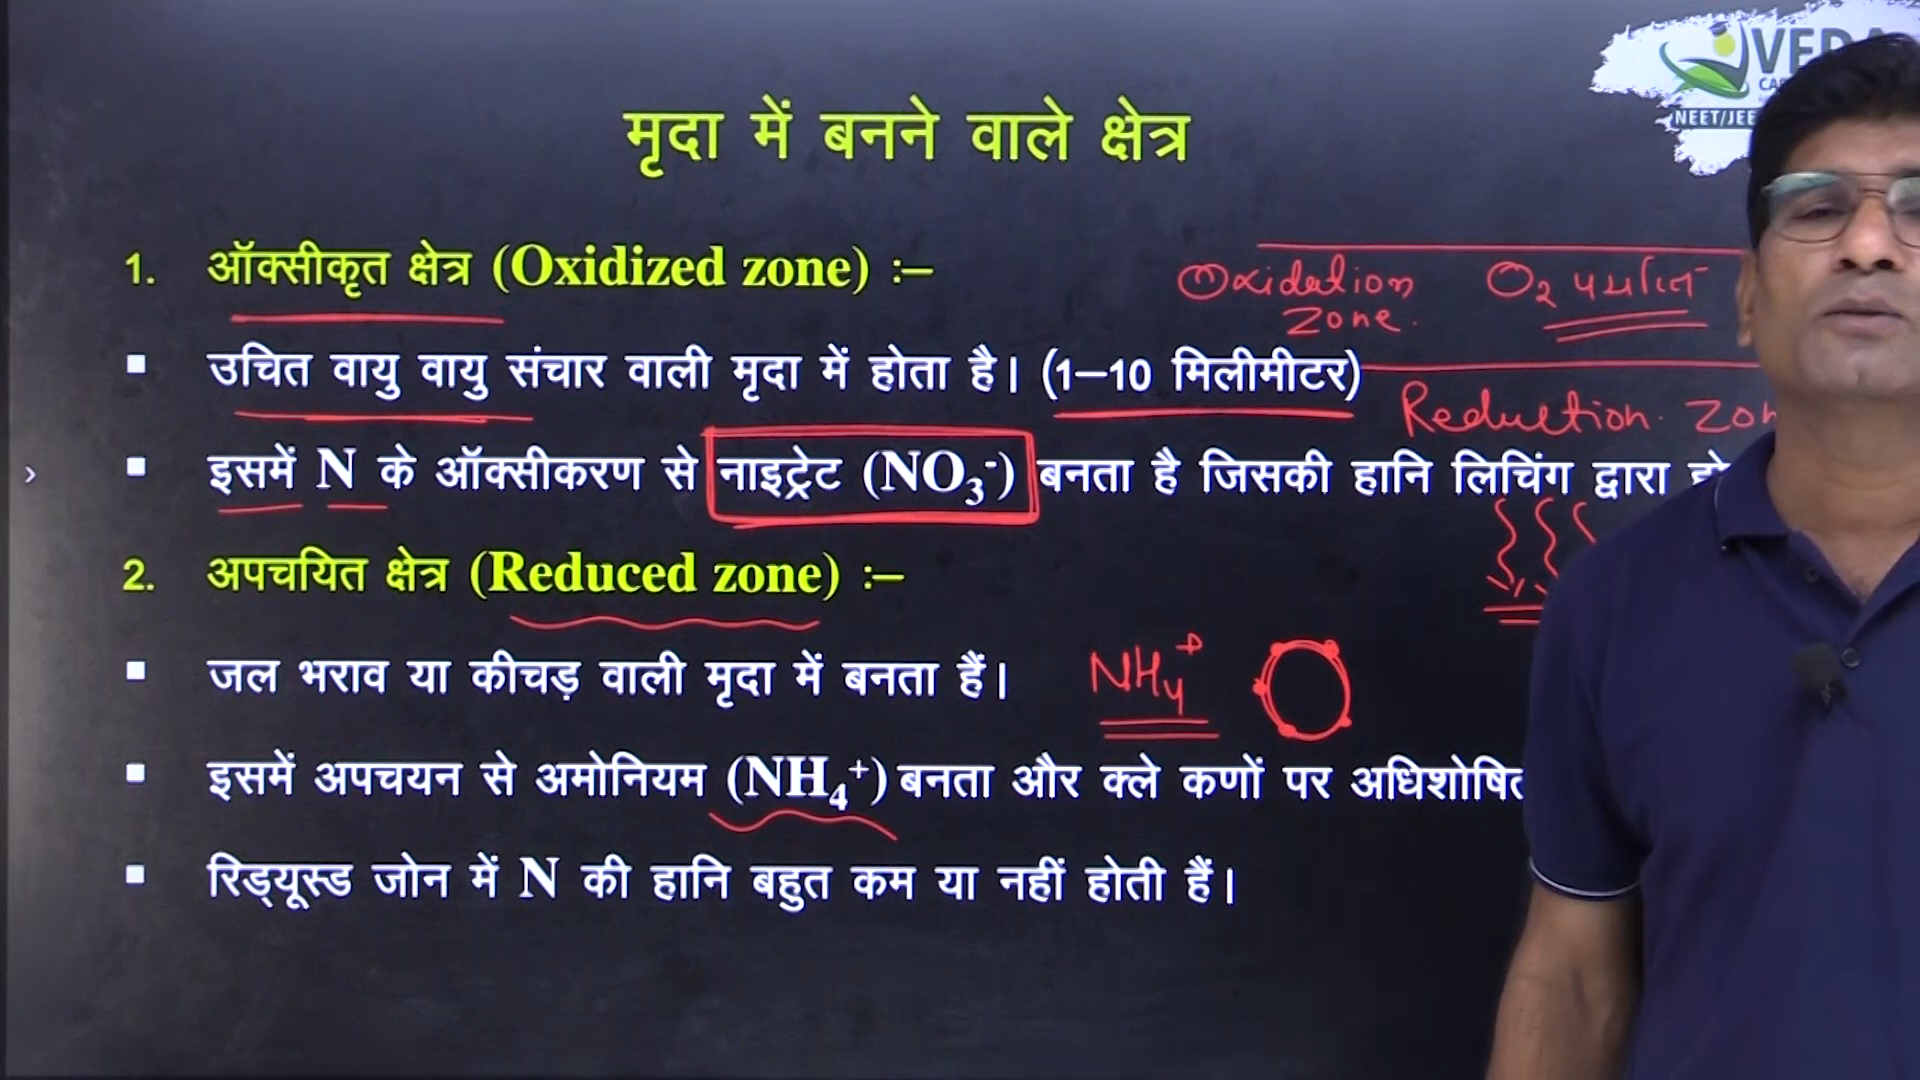 VEDA
NEET/JEE
मृदा में बनने वाले क्षेत्र
1. ऑक्सीकृत क्षेत्र (Oxidized zone) :–
Oxidation O₂ पर्याप्त
Zone.
▪ उचित वायु वायु संचार वाली मृदा में होता है। (1–10 मिलीमीटर)
Reduction. Zon
▪ इसमें N के ऑक्सीकरण से नाइट्रेट (NO₃⁻) बनता है जिसकी हानि लिचिंग द्वारा हो
2. अपचयित क्षेत्र (Reduced zone) :–
▪ जल भराव या कीचड़ वाली मृदा में बनता हैं।
NH₄⁺
▪ इसमें अपचयन से अमोनियम (NH₄⁺) बनता और क्ले कणों पर अधिशोषित
▪ रिड्यूस्ड जोन में N की हानि बहुत कम या नहीं होती हैं।